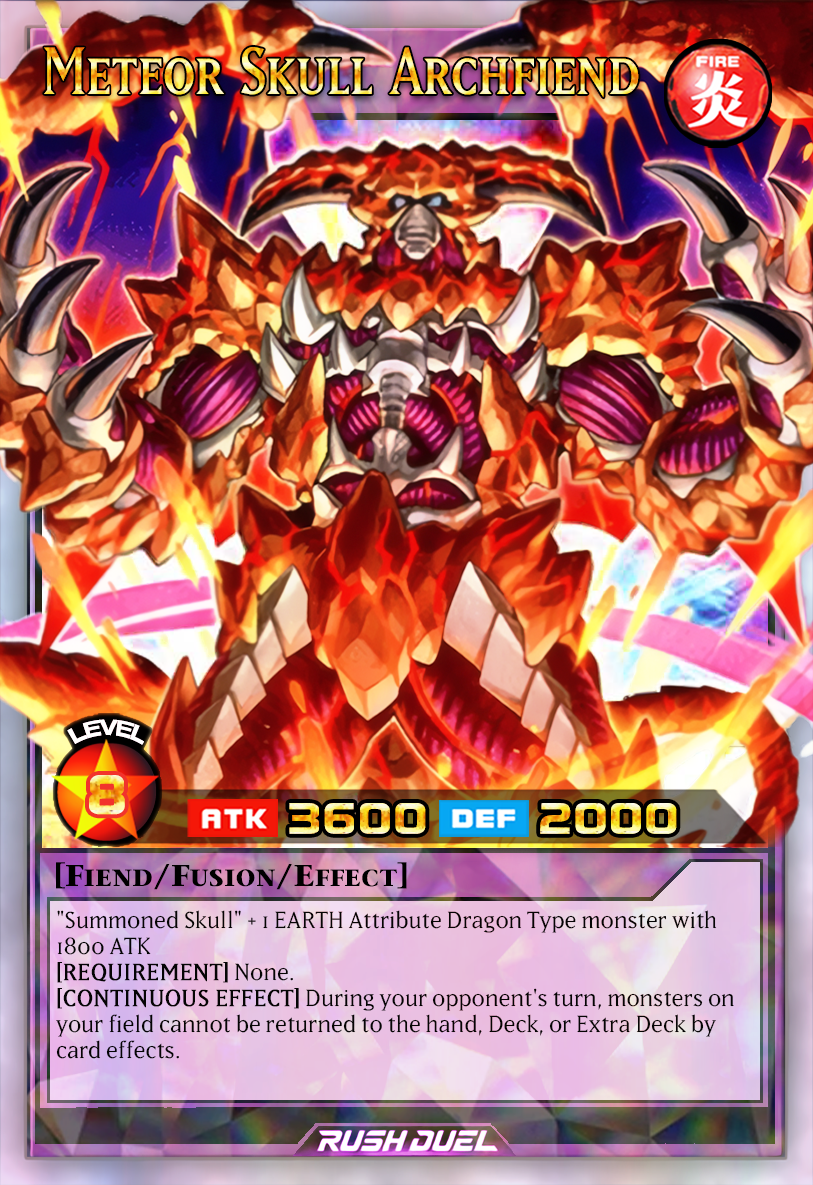 METEOR SKULL ARCHFIEND
FIRE
炎
LEVEL
8
ATK 3600 DEF 2000
[FIEND/FUSION/EFFECT]
"Summoned Skull" + 1 EARTH Attribute Dragon Type monster with
1800 ATK
[REQUIREMENT] None.
[CONTINUOUS EFFECT] During your opponent's turn, monsters on
your field cannot be returned to the hand, Deck, or Extra Deck by
card effects.
RUSH DUEL